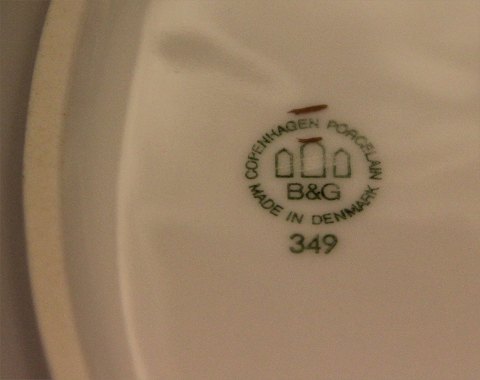 COPENHAGEN PORCELAIN
B&G
MADE IN DENMARK
349